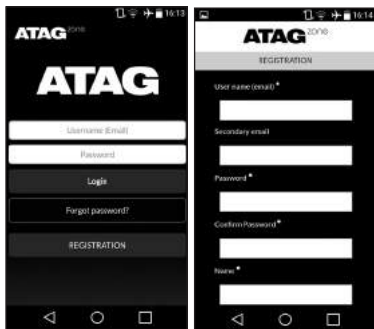 16:13
ATAG zone
ATAG
Username (Email)
Password
Login
Forgot password?
REGISTRATION
16:14
ATAG zone
REGISTRATION
User name (email) *
Secondary email
Password *
Confirm Password *
Name *